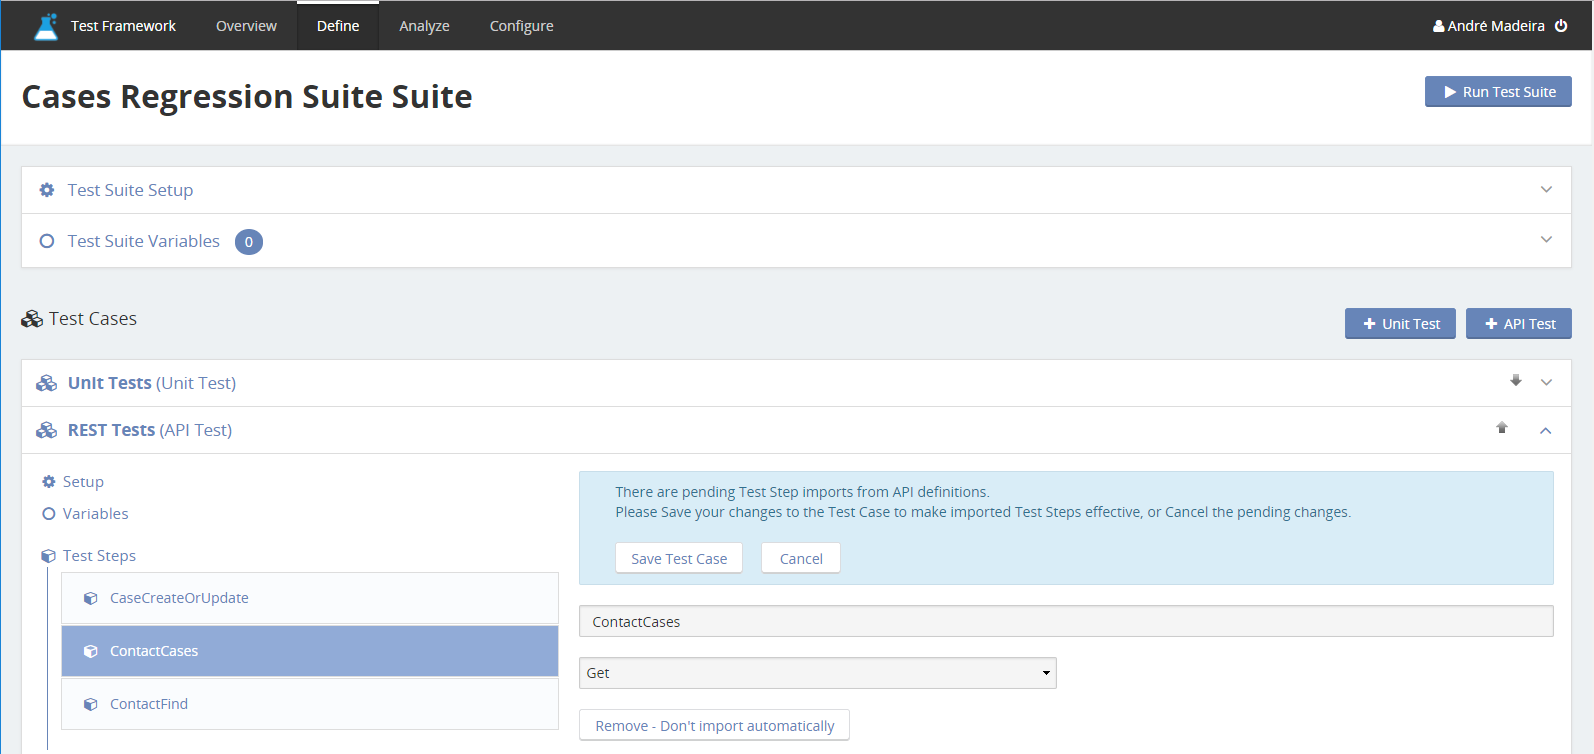 Test Framework Overview Define Analyze Configure André Madeira
Cases Regression Suite Suite
Run Test Suite
Test Suite Setup
Test Suite Variables 0
Test Cases
Unit Test API Test
Unit Tests (Unit Test)
REST Tests (API Test)
Setup
Variables
Test Steps
CaseCreateOrUpdate
ContactCases
ContactFind
There are pending Test Step imports from API definitions.
Please Save your changes to the Test Case to make imported Test Steps effective, or Cancel the pending changes.
Save Test Case Cancel
ContactCases
Get
Remove - Don't import automatically